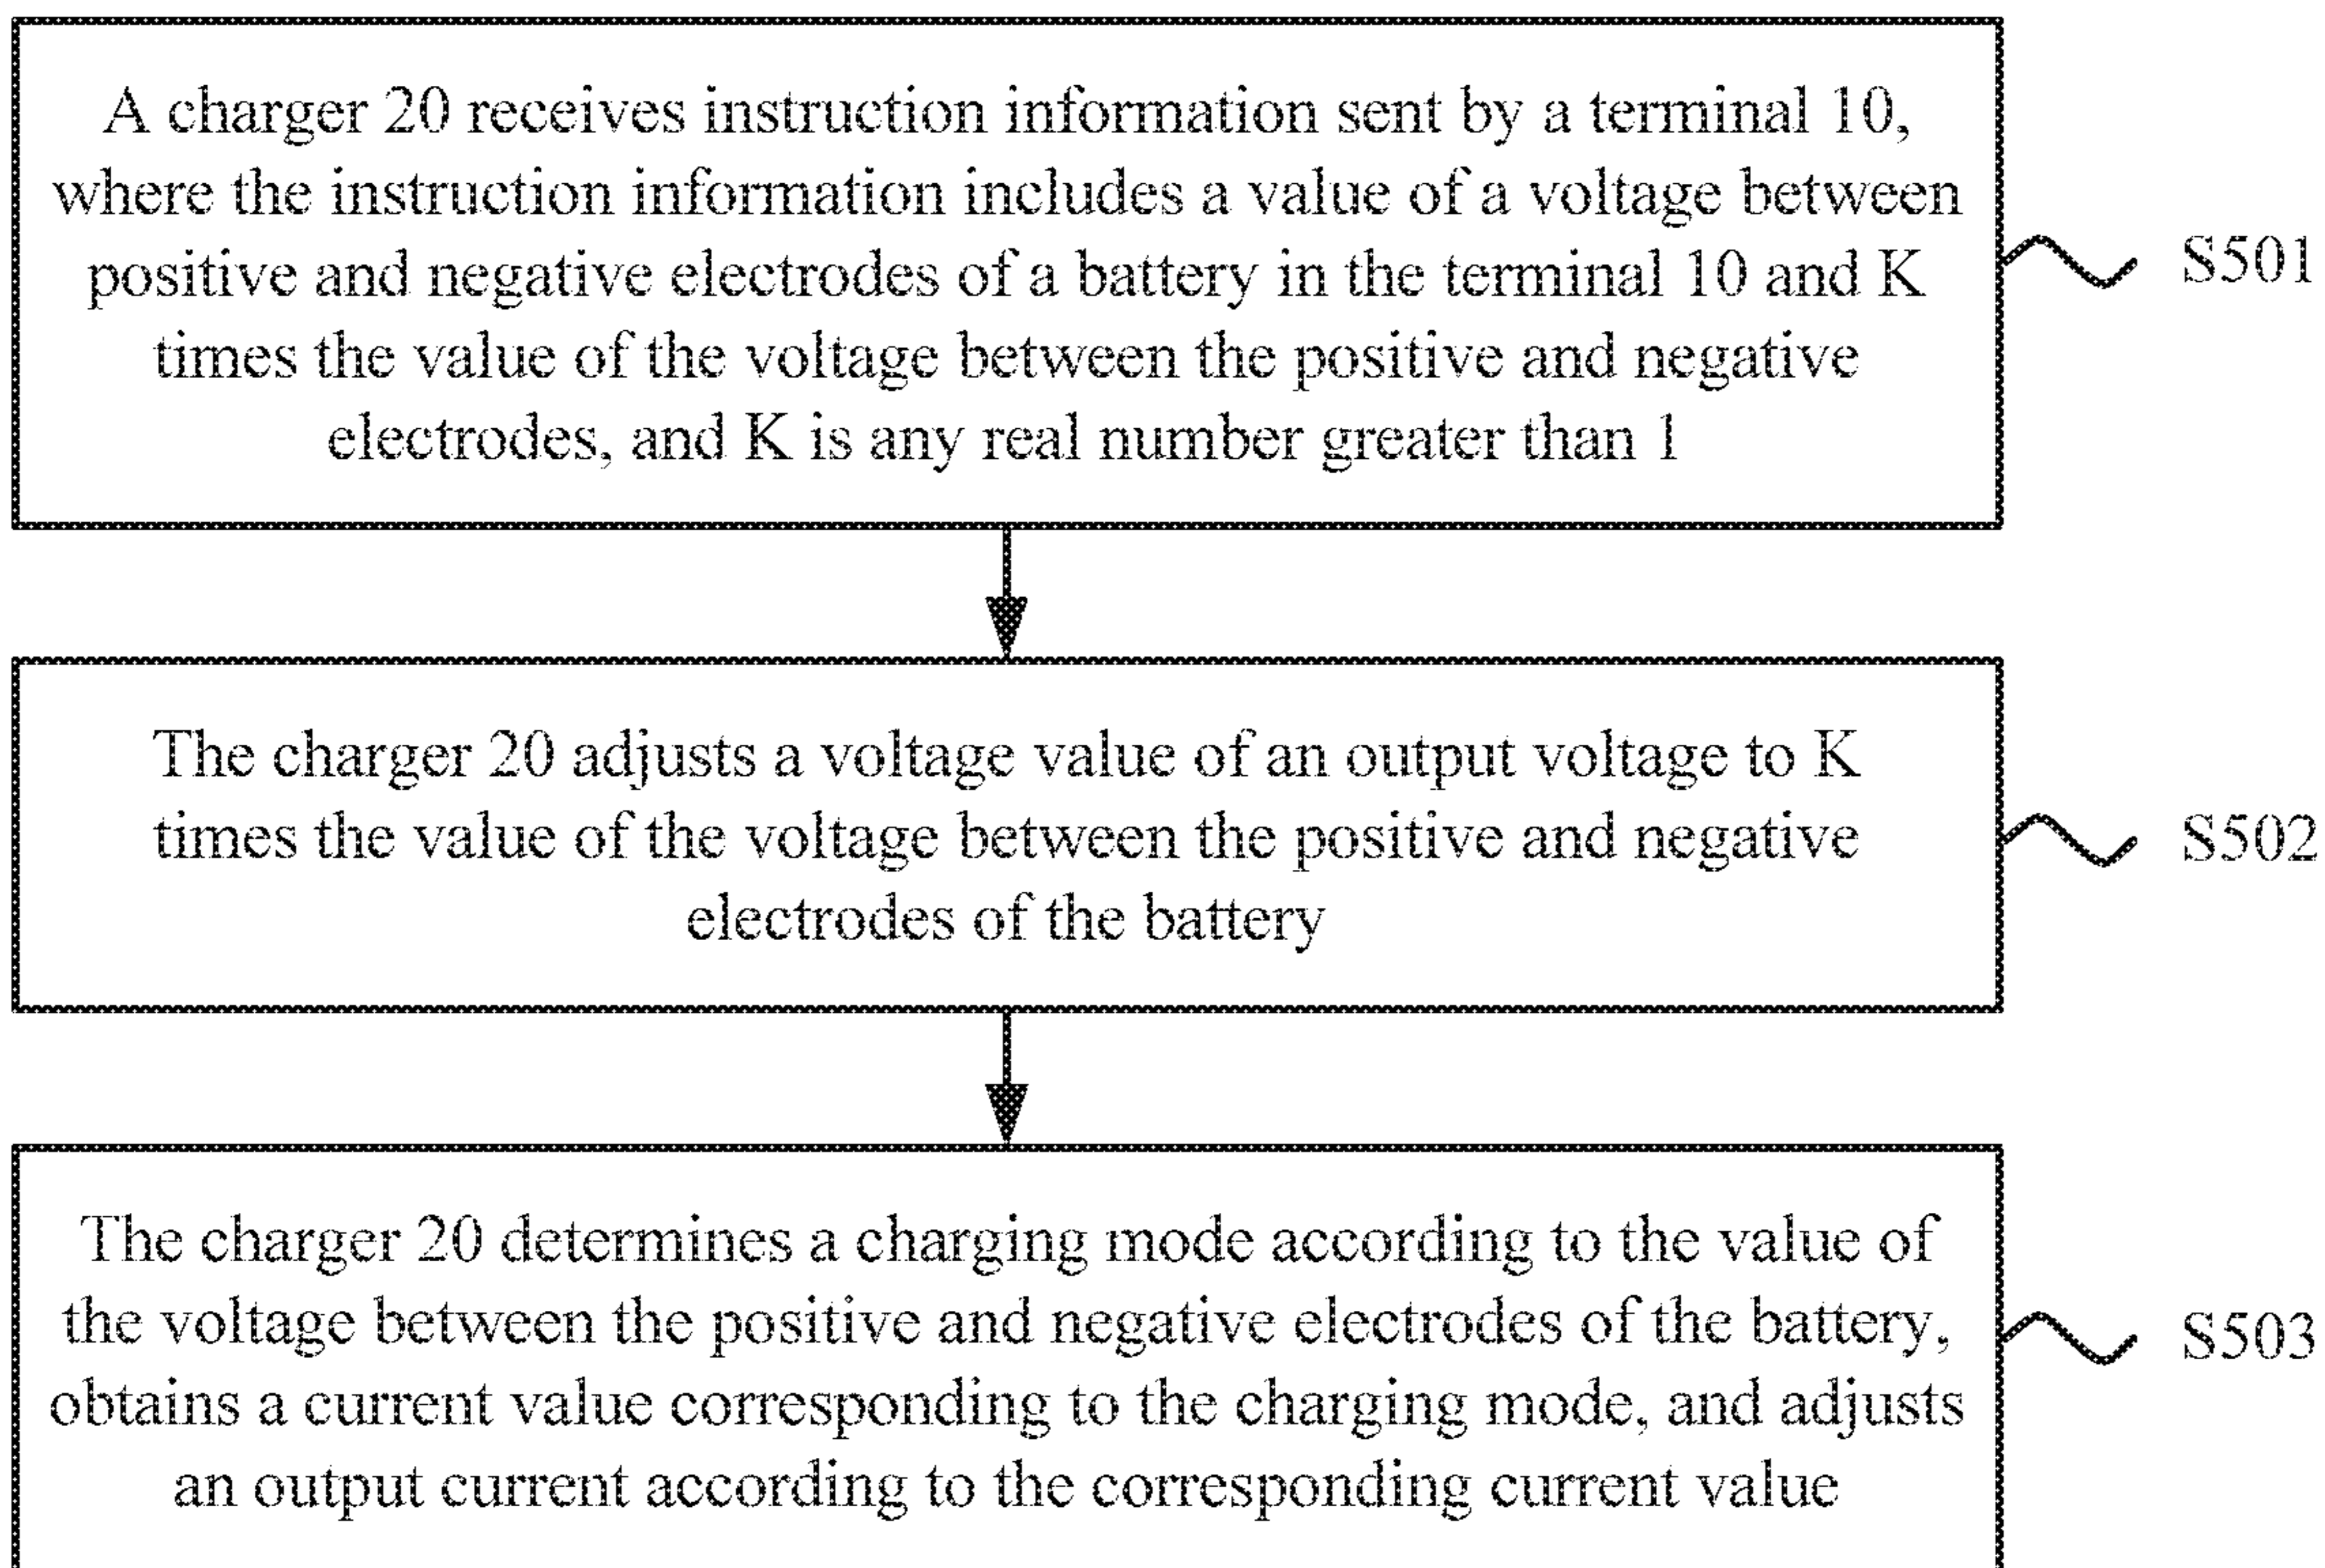 A charger 20 receives instruction information sent by a terminal 10,
where the instruction information includes a value of a voltage between
positive and negative electrodes of a battery in the terminal 10 and K
times the value of the voltage between the positive and negative
electrodes, and K is any real number greater than 1
S501
The charger 20 adjusts a voltage value of an output voltage to K
times the value of the voltage between the positive and negative
electrodes of the battery
S502
The charger 20 determines a charging mode according to the value of
the voltage between the positive and negative electrodes of the battery,
obtains a current value corresponding to the charging mode, and adjusts
an output current according to the corresponding current value
S503